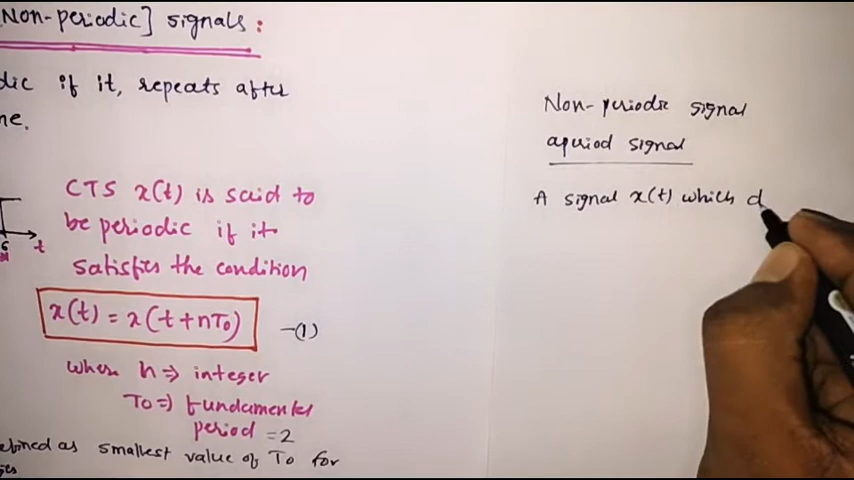 Non-periodic] signals:
dic if it, repeats after
me.
CTS x(t) is said to
be periodic if it
satisfies the condition
x(t) = x(t+nT₀) -(1)
where n => integer
T₀ => fundamental
period = 2
efined as smallest value of T₀ for
t
Non-periodic signal
aperiod signal
A signal x(t) which d